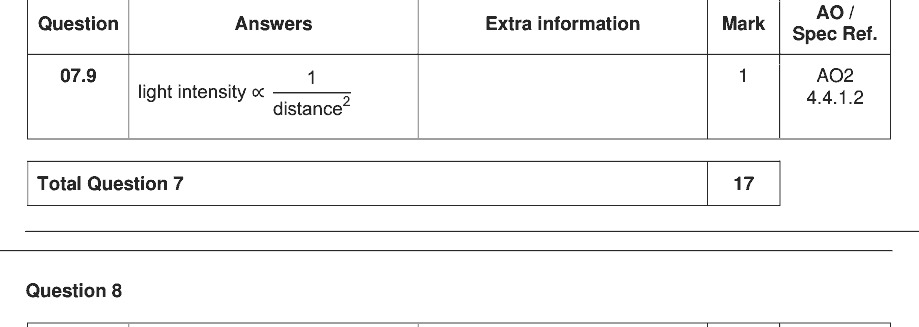 Question Answers Extra information Mark AO / Spec Ref.
07.9 light intensity ∝ 1 / distance² 1 AO2 4.4.1.2
Total Question 7 17
Question 8